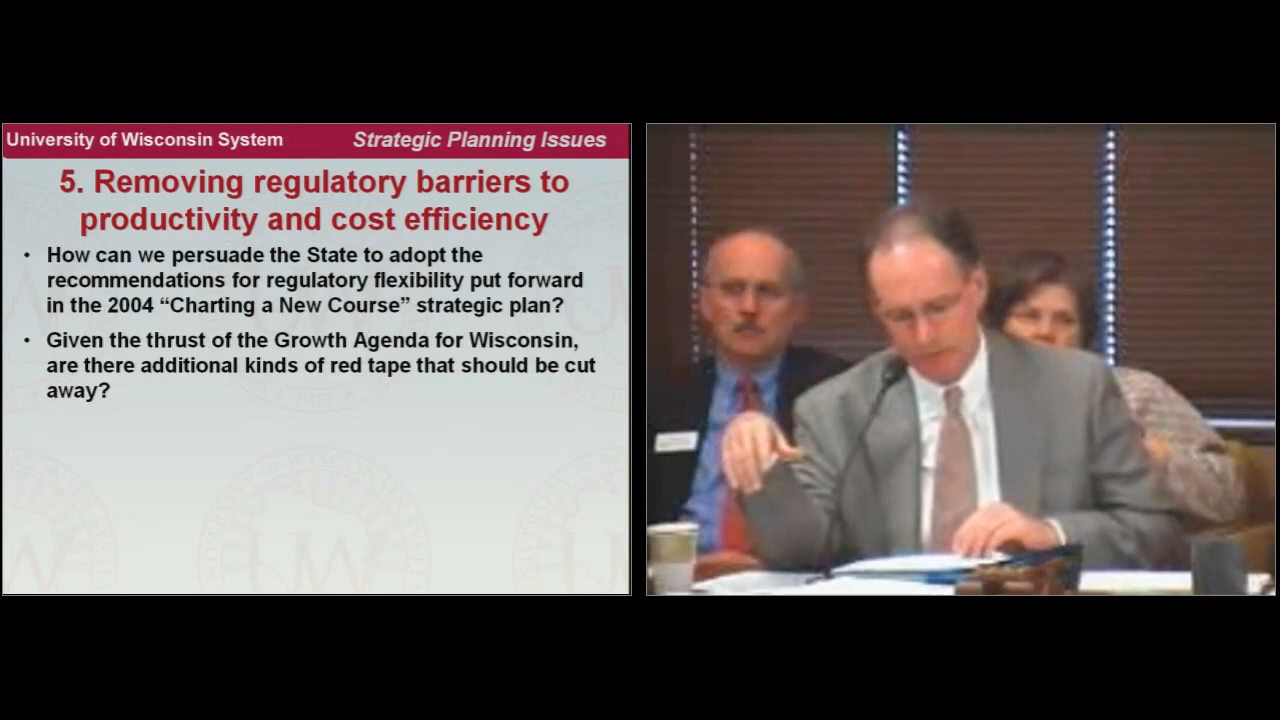 University of Wisconsin System
Strategic Planning Issues
5. Removing regulatory barriers to
productivity and cost efficiency
• How can we persuade the State to adopt the
recommendations for regulatory flexibility put forward
in the 2004 “Charting a New Course” strategic plan?
• Given the thrust of the Growth Agenda for Wisconsin,
are there additional kinds of red tape that should be cut
away?